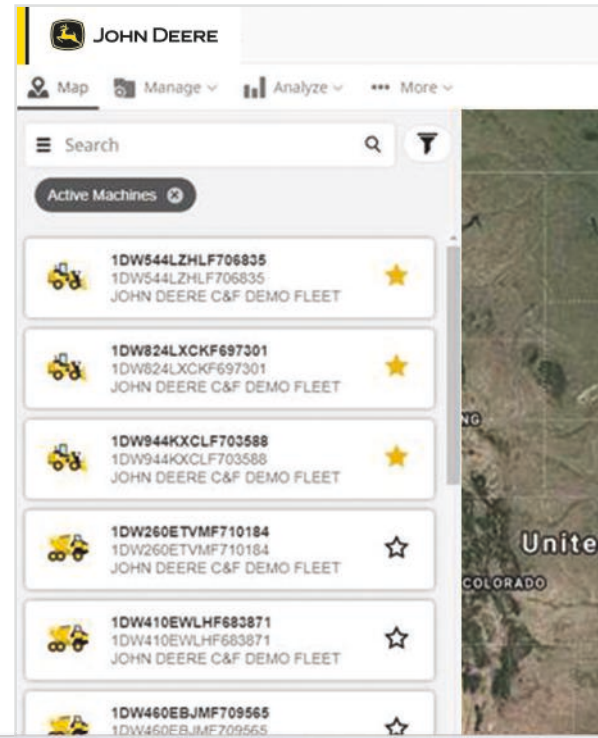 JOHN DEERE
Map Manage Analyze More
Search
Active Machines
1DW544LZHLF706835
1DW544LZHLF706835
JOHN DEERE C&F DEMO FLEET
1DW824LXCKF697301
1DW824LXCKF697301
JOHN DEERE C&F DEMO FLEET
1DW944KXCLF703588
1DW944KXCLF703588
JOHN DEERE C&F DEMO FLEET
NG
1DW260ETVMF710184
1DW260ETVMF710184
JOHN DEERE C&F DEMO FLEET
Unite
COLORADO
1DW410EWLHF683871
1DW410EWLHF683871
JOHN DEERE C&F DEMO FLEET
1DW460EBJMF709565
1DW460EBJMF709565